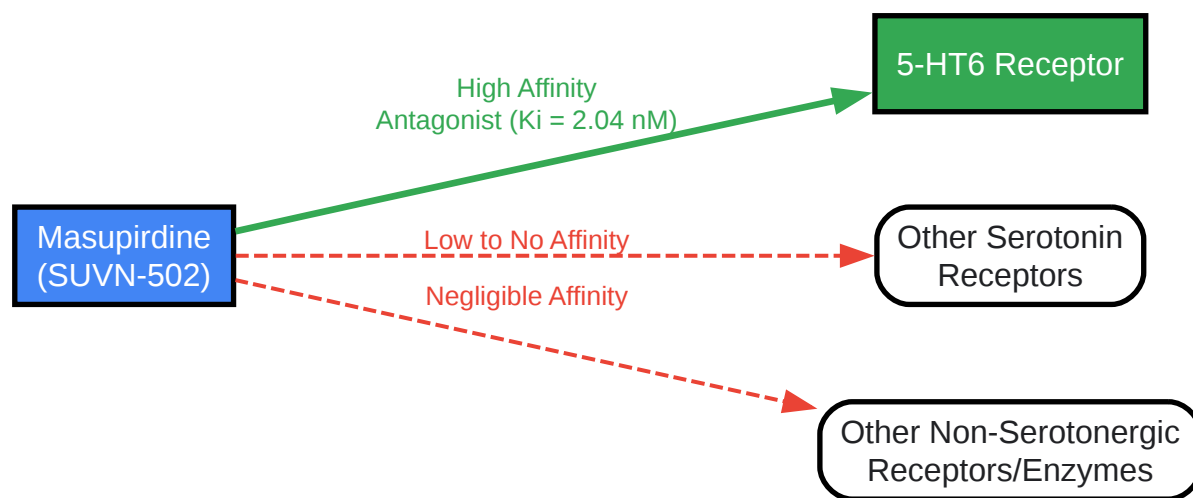 5-HT6 Receptor
High Affinity
Antagonist (Ki = 2.04 nM)
Masupirdine
(SUVN-502)
Low to No Affinity
Other Serotonin
Receptors
Negligible Affinity
Other Non-Serotonergic
Receptors/Enzymes